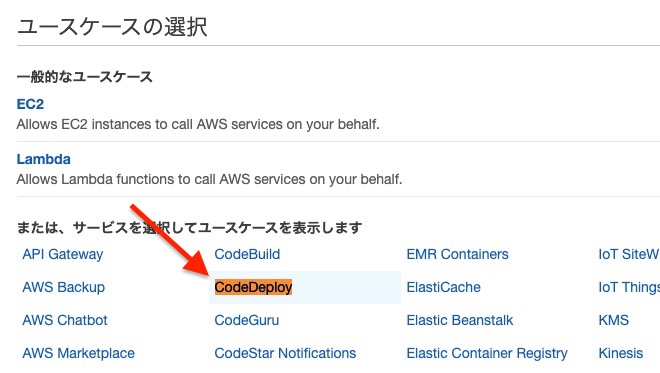 ユースケースの選択
一般的なユースケース
EC2
Allows EC2 instances to call AWS services on your behalf.
Lambda
Allows Lambda functions to call AWS services on your behalf.
または、サービスを選択してユースケースを表示します
API Gateway CodeBuild EMR Containers IoT SiteW
AWS Backup CodeDeploy ElastiCache IoT Things
AWS Chatbot CodeGuru Elastic Beanstalk KMS
AWS Marketplace CodeStar Notifications Elastic Container Registry Kinesis